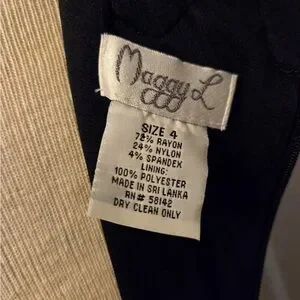 Maggy L
SIZE 4
72% RAYON
24% NYLON
4% SPANDEX
LINING:
100% POLYESTER
MADE IN SRI LANKA
RN# 58142
DRY CLEAN ONLY